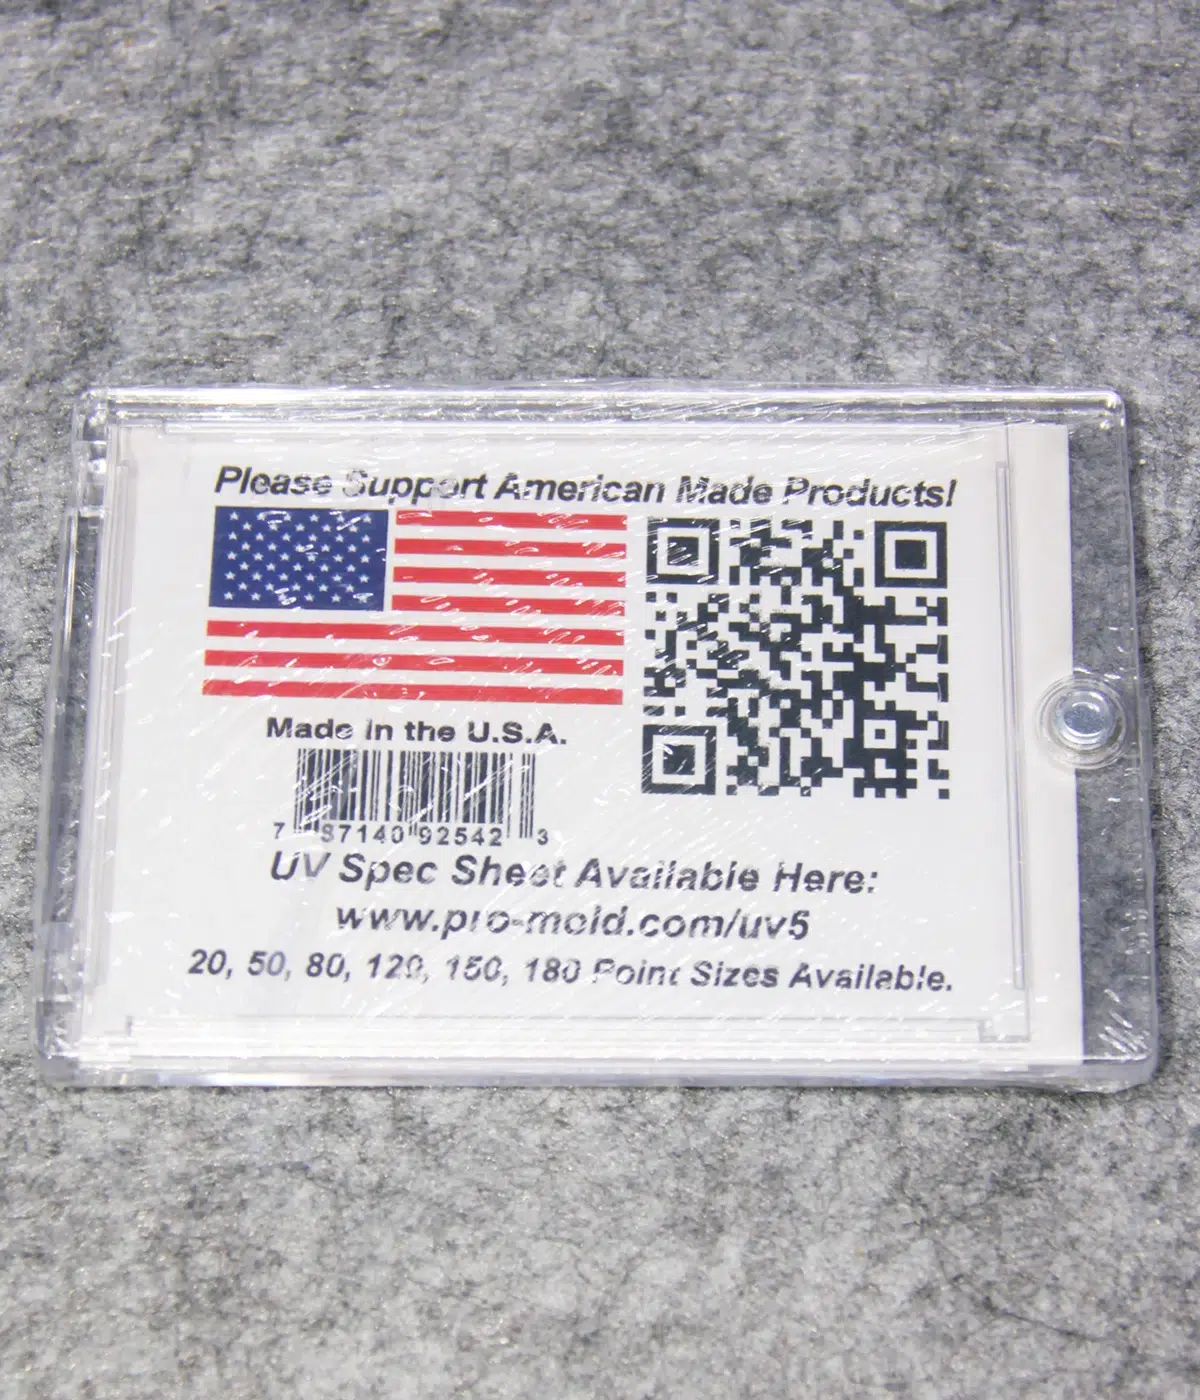 Please Support American Made Products!
Made in the U.S.A.
7 87140 92542 3
UV Spec Sheet Available Here:
www.pro-mold.com/uv5
20, 50, 80, 120, 150, 180 Point Sizes Available.